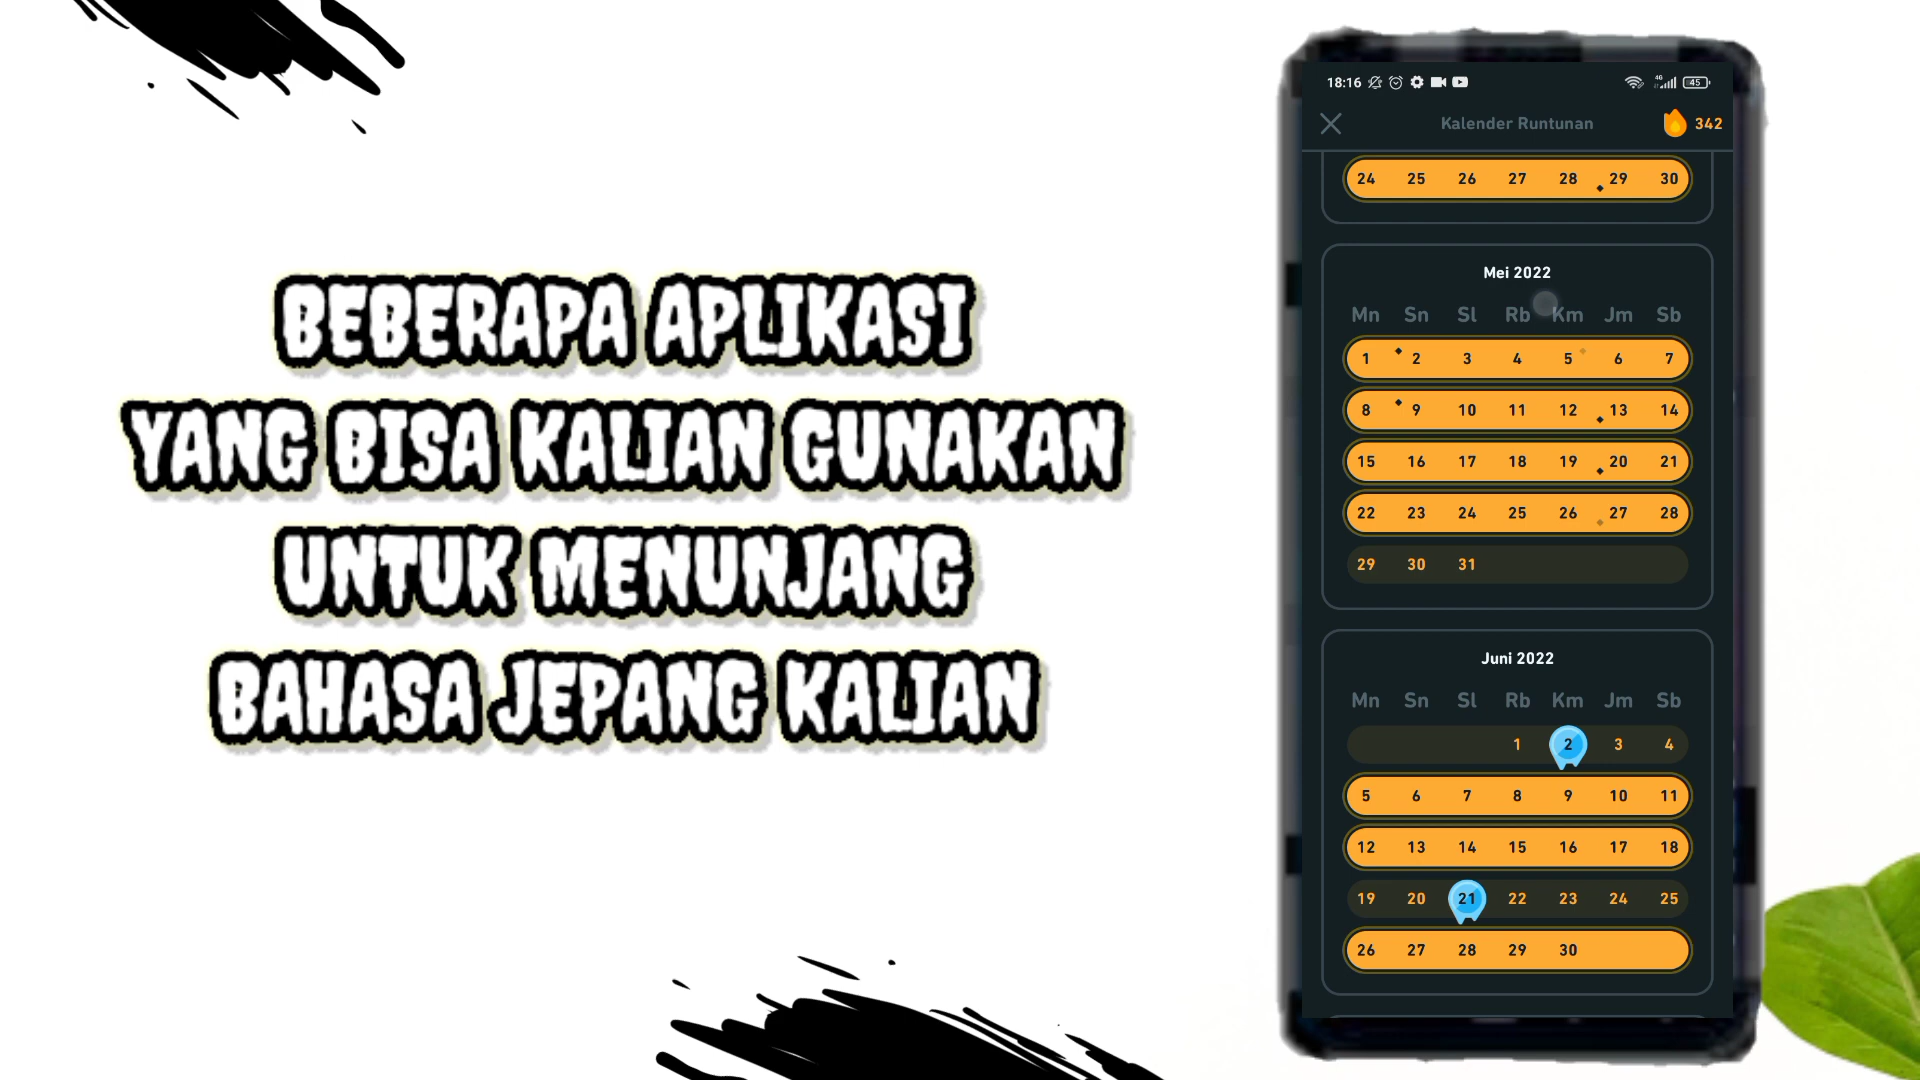 BEBERAPA APLIKASI
YANG BISA KALIAN GUNAKAN
UNTUK MENUNJANG
BAHASA JEPANG KALIAN
18:16 4G 45
Kalender Runtunan 342
24 25 26 27 28 29 30
Mei 2022
Mn Sn Sl Rb Km Jm Sb
1 2 3 4 5 6 7
8 9 10 11 12 13 14
15 16 17 18 19 20 21
22 23 24 25 26 27 28
29 30 31
Juni 2022
Mn Sn Sl Rb Km Jm Sb
1 2 3 4
5 6 7 8 9 10 11
12 13 14 15 16 17 18
19 20 21 22 23 24 25
26 27 28 29 30